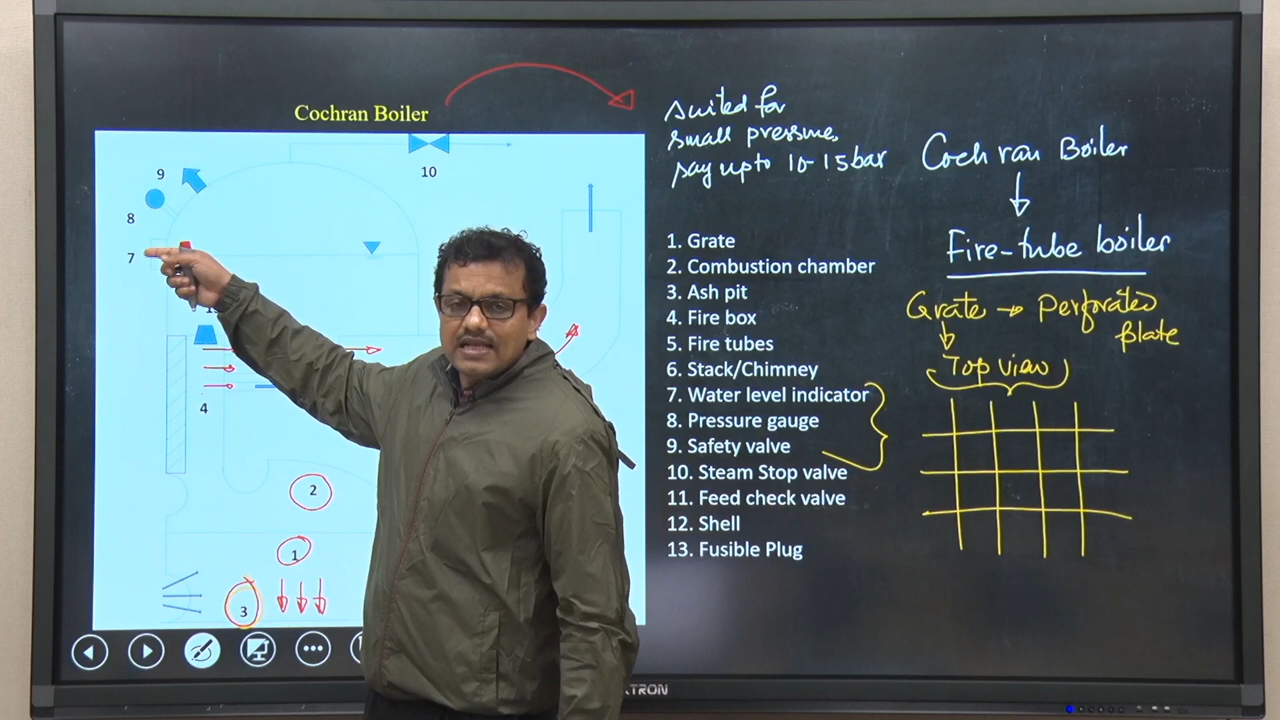 Cochran Boiler
suited for
small pressure,
say upto 10-15bar
Cochran Boiler
Fire-tube boiler
Grate → Perforated
plate
Top view
9
10
8
7
4
2
1
3
1. Grate
2. Combustion chamber
3. Ash pit
4. Fire box
5. Fire tubes
6. Stack/Chimney
7. Water level indicator
8. Pressure gauge
9. Safety valve
10. Steam Stop valve
11. Feed check valve
12. Shell
13. Fusible Plug